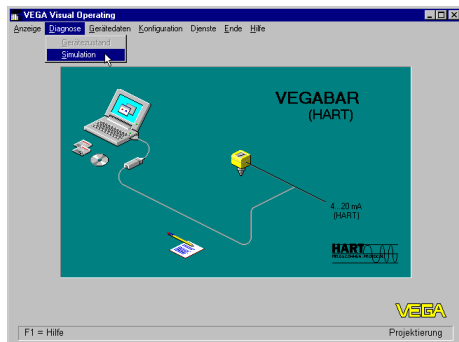 VEGA Visual Operating
Anzeige Diagnose Gerätedaten Konfiguration Dienste Ende Hilfe
Gerätezustand
Simulation
VEGABAR
(HART)
4...20 mA
(HART)
HART
VEGA
F1 = Hilfe
Projektierung